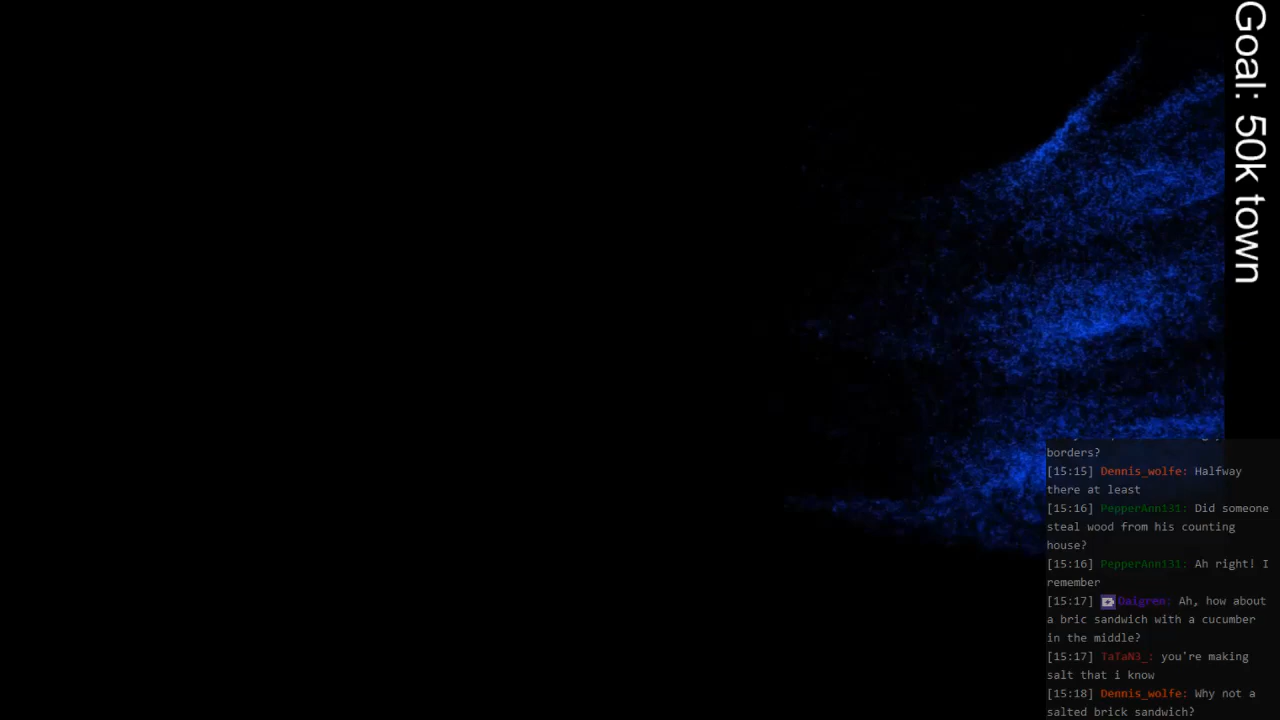 Goal: 50k town
borders?
[15:15] Dennis_wolfe: Halfway
there at least
[15:16] PepperAnn131: Did someone
steal wood from his counting
house?
[15:16] PepperAnn131: Ah right! I
remember
[15:17] Daigren: Ah, how about
a bric sandwich with a cucumber
in the middle?
[15:17] TaTaN3_: you're making
salt that i know
[15:18] Dennis_wolfe: Why not a
salted brick sandwich?